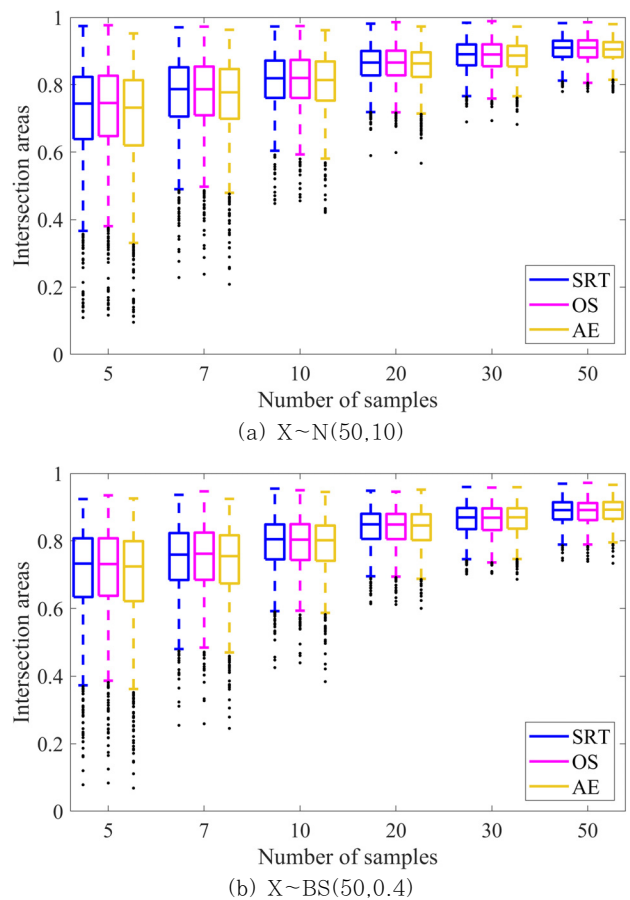 1
0.8
0.6
0.4
0.2
0
Intersection areas
SRT
OS
AE
5 7 10 20 30 50
Number of samples
(a) X~N(50,10)
1
0.8
0.6
0.4
0.2
0
Intersection areas
SRT
OS
AE
5 7 10 20 30 50
Number of samples
(b) X~BS(50,0.4)